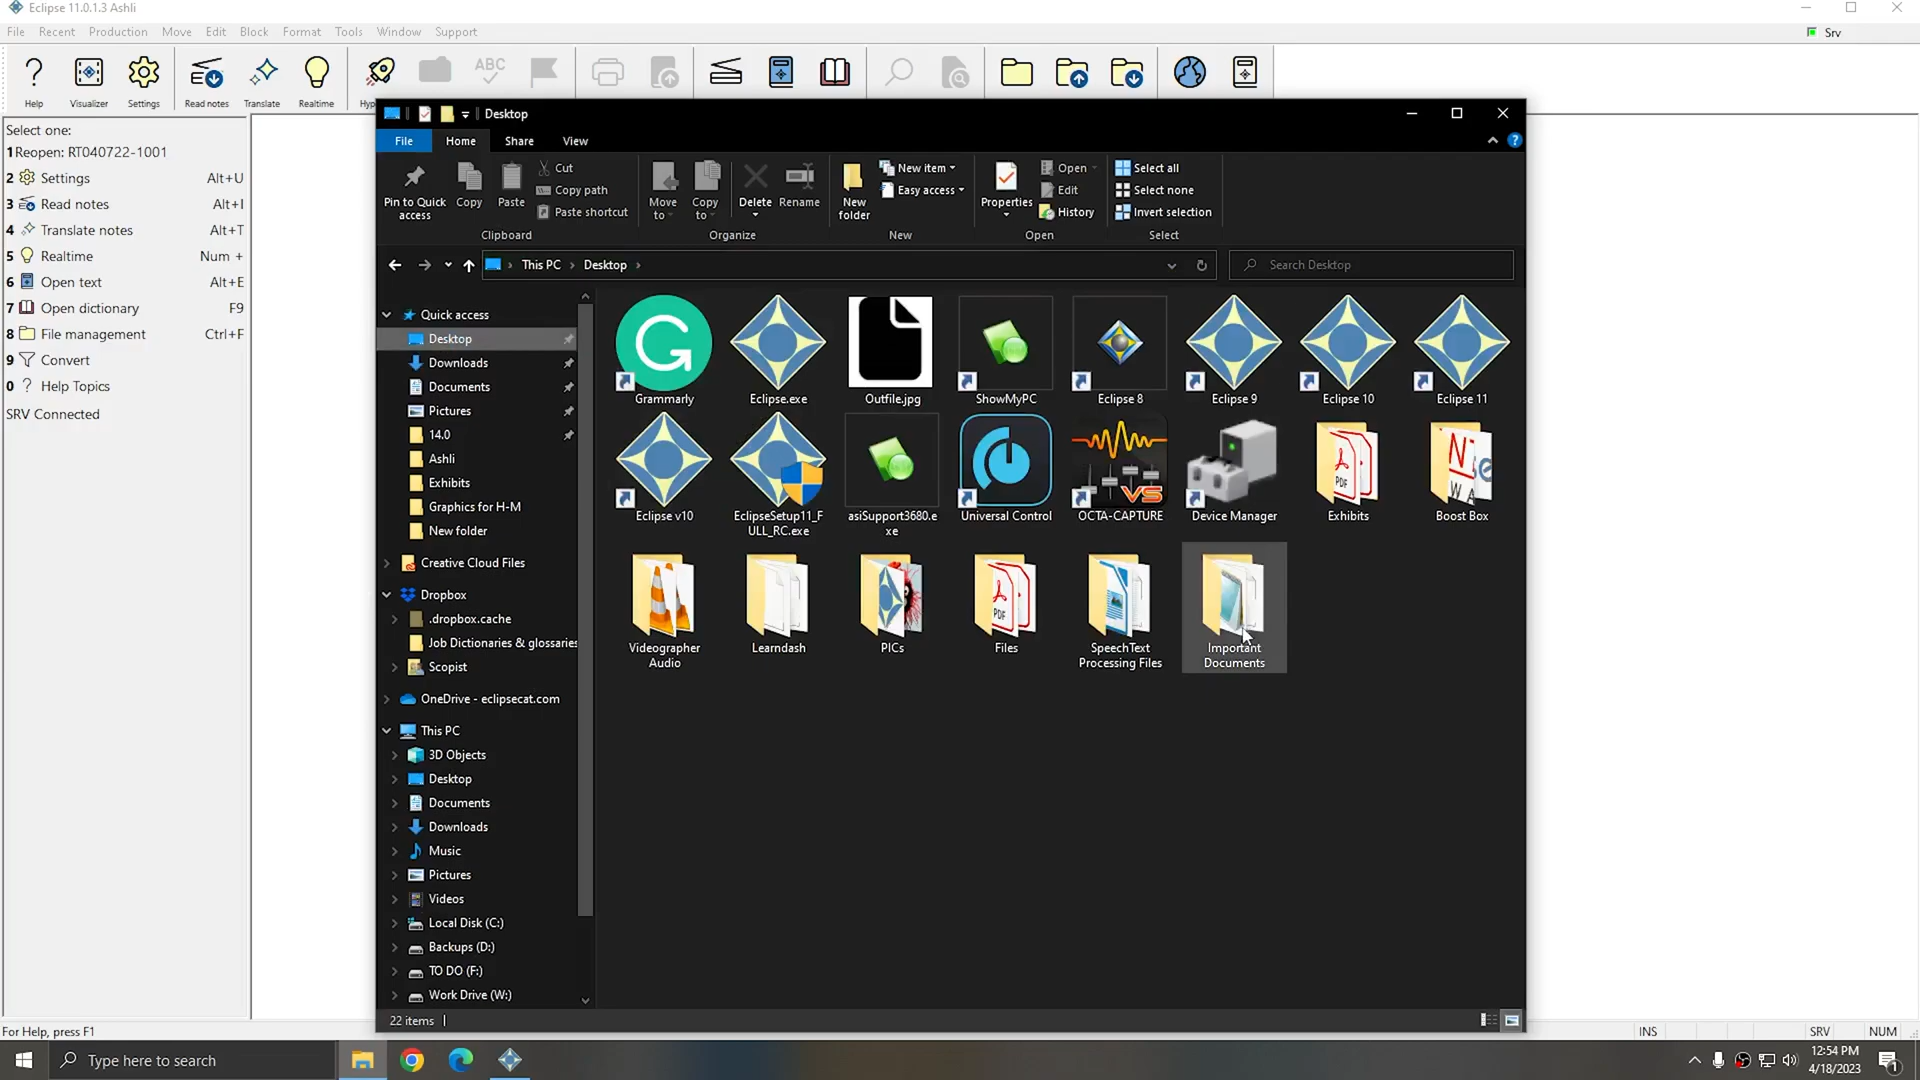 Eclipse 11.0.1.3 Ashli
File Recent Production Move Edit Block Format Tools Window Support
Srv
ABC
Help Visualizer Settings Read notes Translate Realtime
Select one:
1Reopen: RT040722-1001
2 Settings Alt+U
3 Read notes Alt+I
4 Translate notes Alt+T
5 Realtime Num +
6 Open text Alt+E
7 Open dictionary F9
8 File management Ctrl+F
9 Convert
0 ? Help Topics
SRV Connected
Desktop
File Home Share View
Pin to Quick access
Copy
Paste
Cut
Copy path
Paste shortcut
Clipboard
Move to
Copy to
Delete
Rename
Organize
New folder
New item
Easy access
New
Properties
Open
Edit
History
Open
Select all
Select none
Invert selection
Select
This PC > Desktop >
Search Desktop
Quick access
Desktop
Downloads
Documents
Pictures
14.0
Ashli
Exhibits
Graphics for H-M
New folder
Creative Cloud Files
Dropbox
.dropbox.cache
Job Dictionaries & glossaries
Scopist
OneDrive - eclipsecat.com
This PC
3D Objects
Desktop
Documents
Downloads
Music
Pictures
Videos
Local Disk (C:)
Backups (D:)
TO DO (F:)
Work Drive (W:)
Grammarly
Eclipse.exe
Outfile.jpg
ShowMyPC
Eclipse 8
Eclipse 9
Eclipse 10
Eclipse 11
Eclipse v10
EclipseSetup11_F
ULL_RC.exe
asiSupport3680.e
xe
Universal Control
VS
OCTA-CAPTURE
Device Manager
PDF
Exhibits
Boost Box
Videographer
Audio
Learndash
PICs
PDF
Files
SpeechText
Processing Files
Important
Documents
22 items
For Help, press F1
INS SRV NUM
Type here to search
12:54 PM
4/18/2023
1